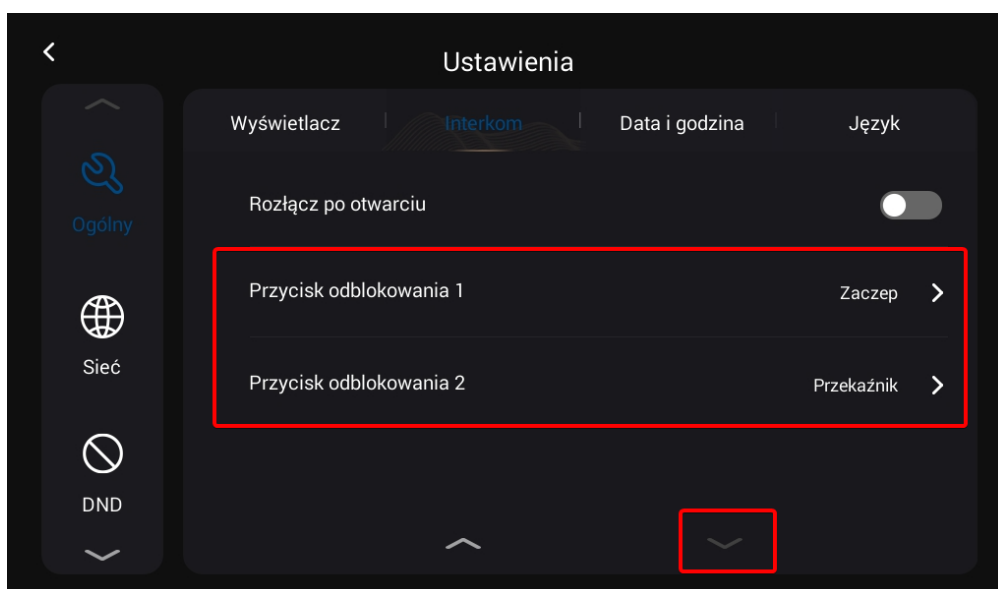 Ustawienia
Wyświetlacz
Interkom
Data i godzina
Język
Ogólny
Sieć
DND
Rozłącz po otwarciu
Przycisk odblokowania 1
Zaczep
Przycisk odblokowania 2
Przekaźnik